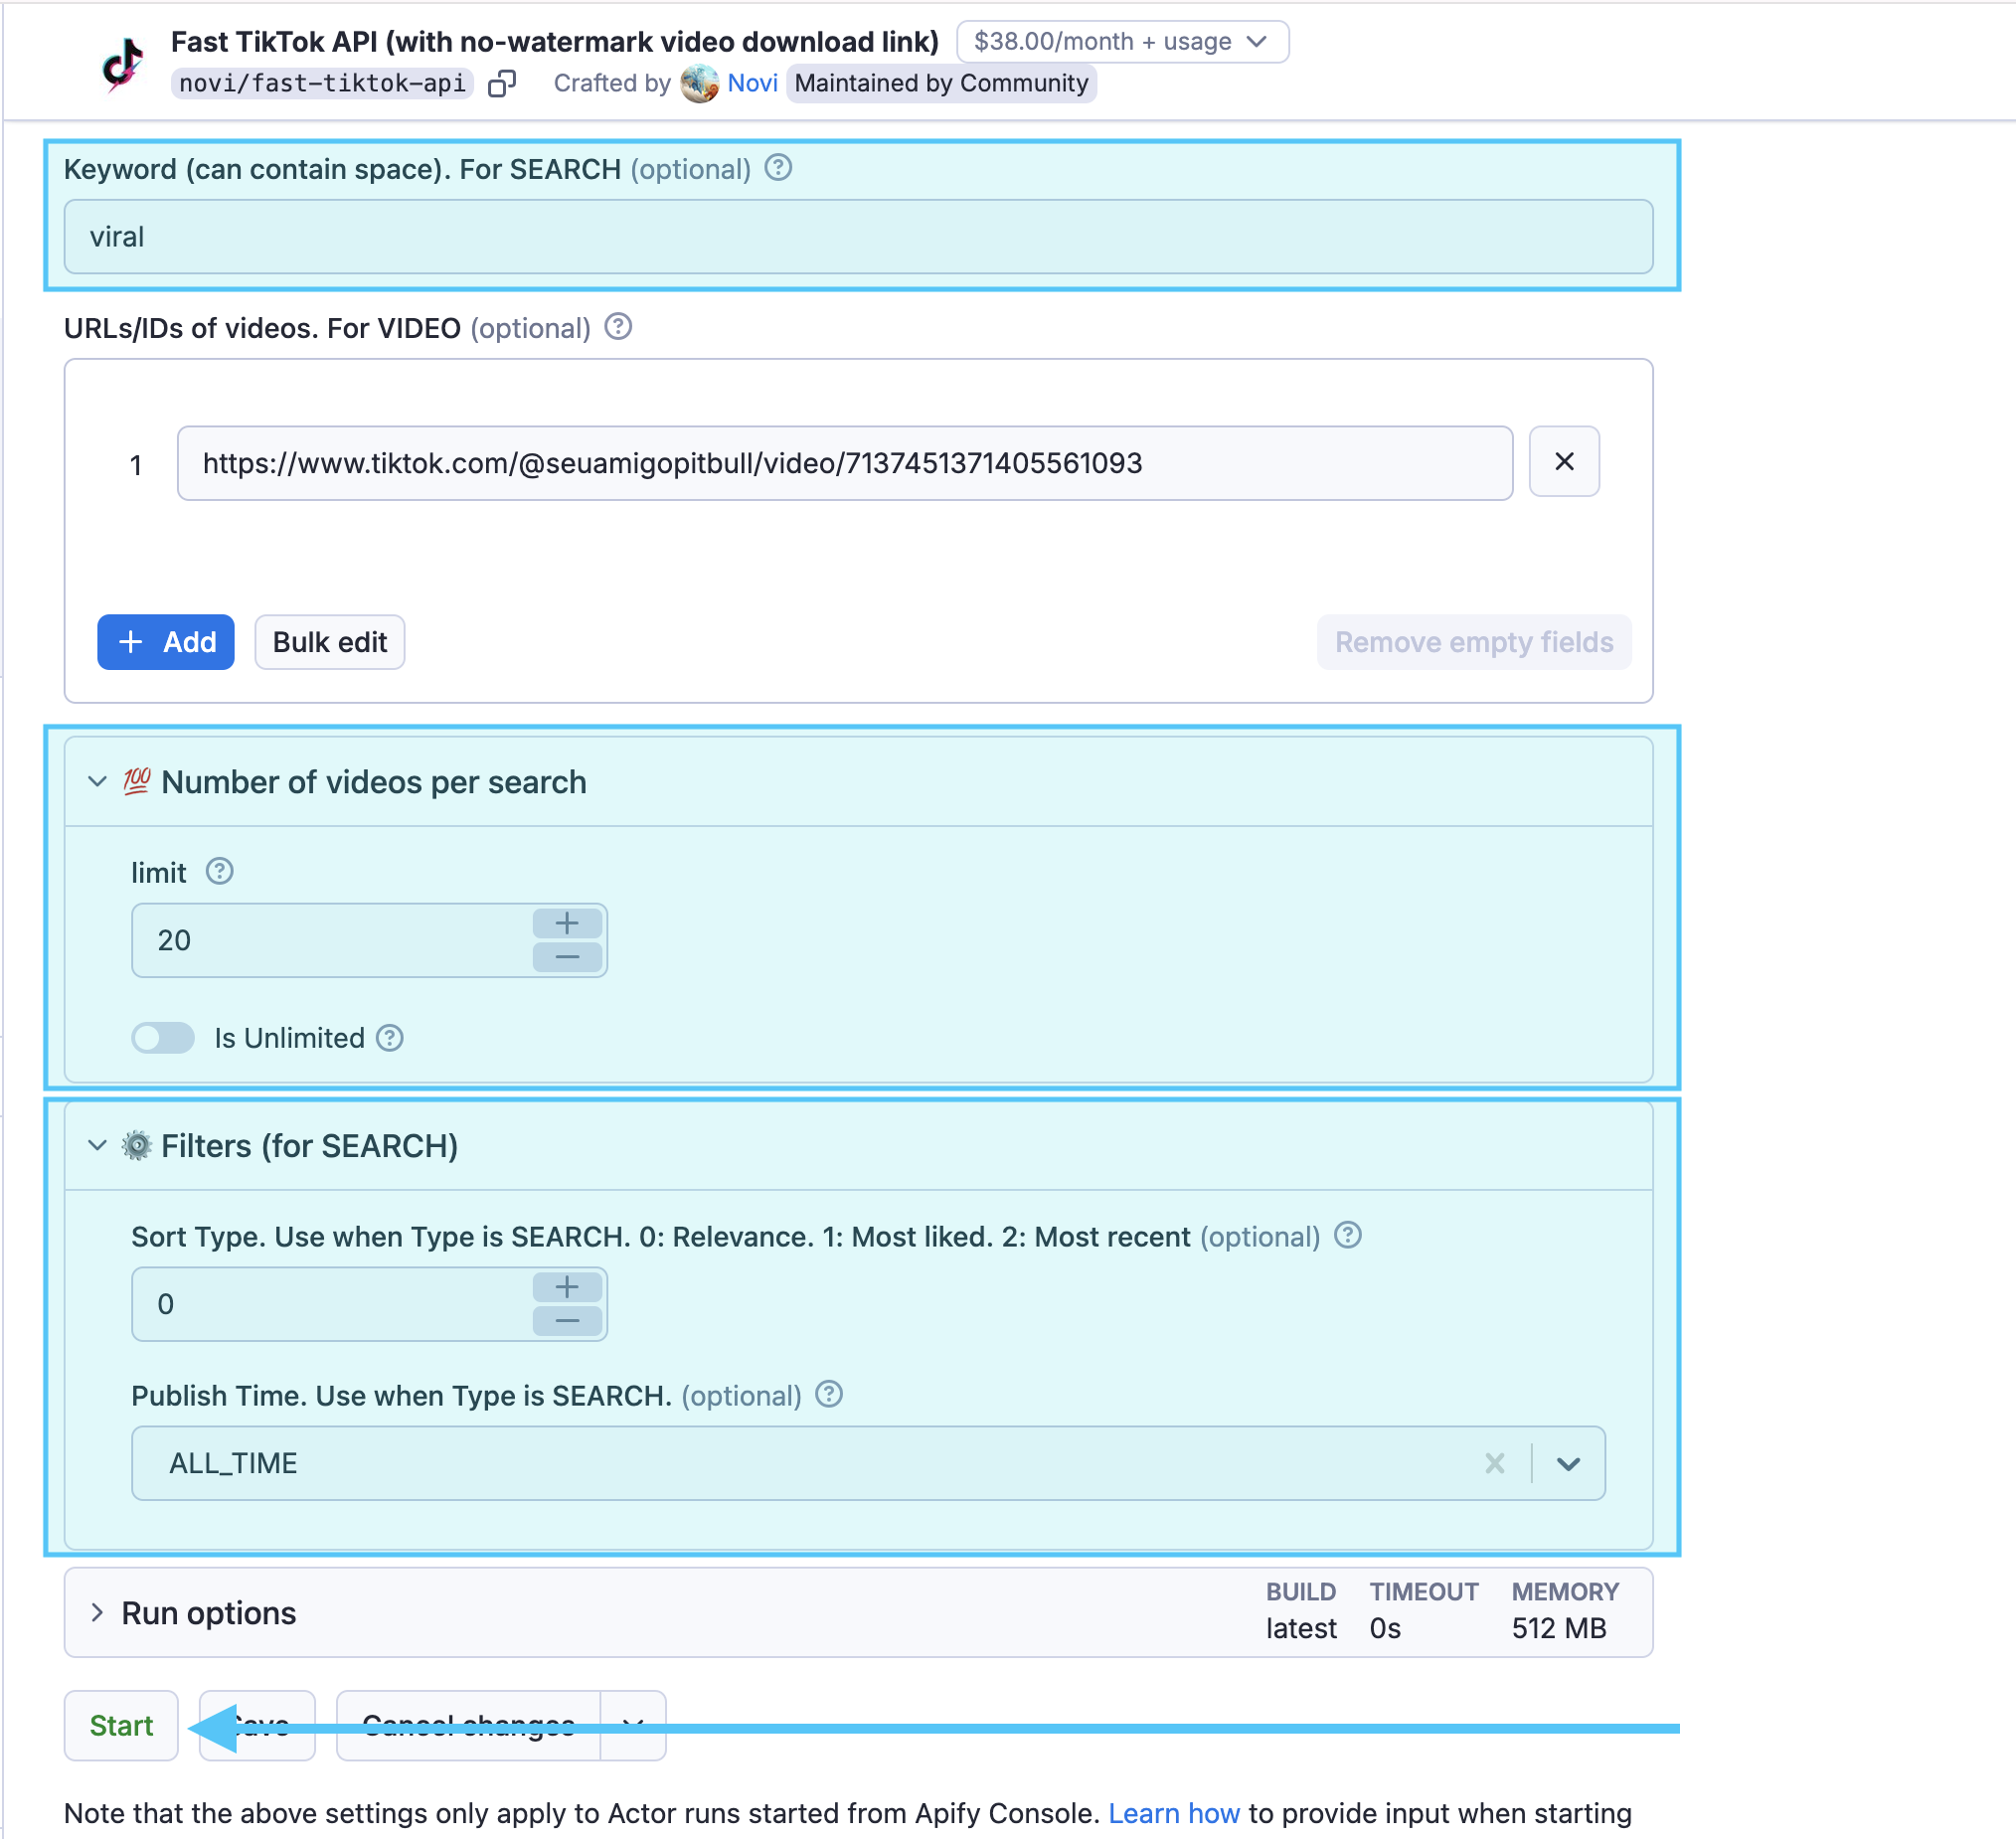 Fast TikTok API (with no-watermark video download link) $38.00/month + usage
novi/fast-tiktok-api Crafted by Novi Maintained by Community
Keyword (can contain space). For SEARCH (optional)
viral
URLs/IDs of videos. For VIDEO (optional)
1 https://www.tiktok.com/@seuamigopitbull/video/7137451371405561093
+ Add Bulk edit Remove empty fields
💯 Number of videos per search
limit
20
Is Unlimited
⚙️ Filters (for SEARCH)
Sort Type. Use when Type is SEARCH. 0: Relevance. 1: Most liked. 2: Most recent (optional)
0
Publish Time. Use when Type is SEARCH. (optional)
ALL_TIME
Run options BUILD TIMEOUT MEMORY
latest 0s 512 MB
Start Save Cancel changes
Note that the above settings only apply to Actor runs started from Apify Console. Learn how to provide input when starting